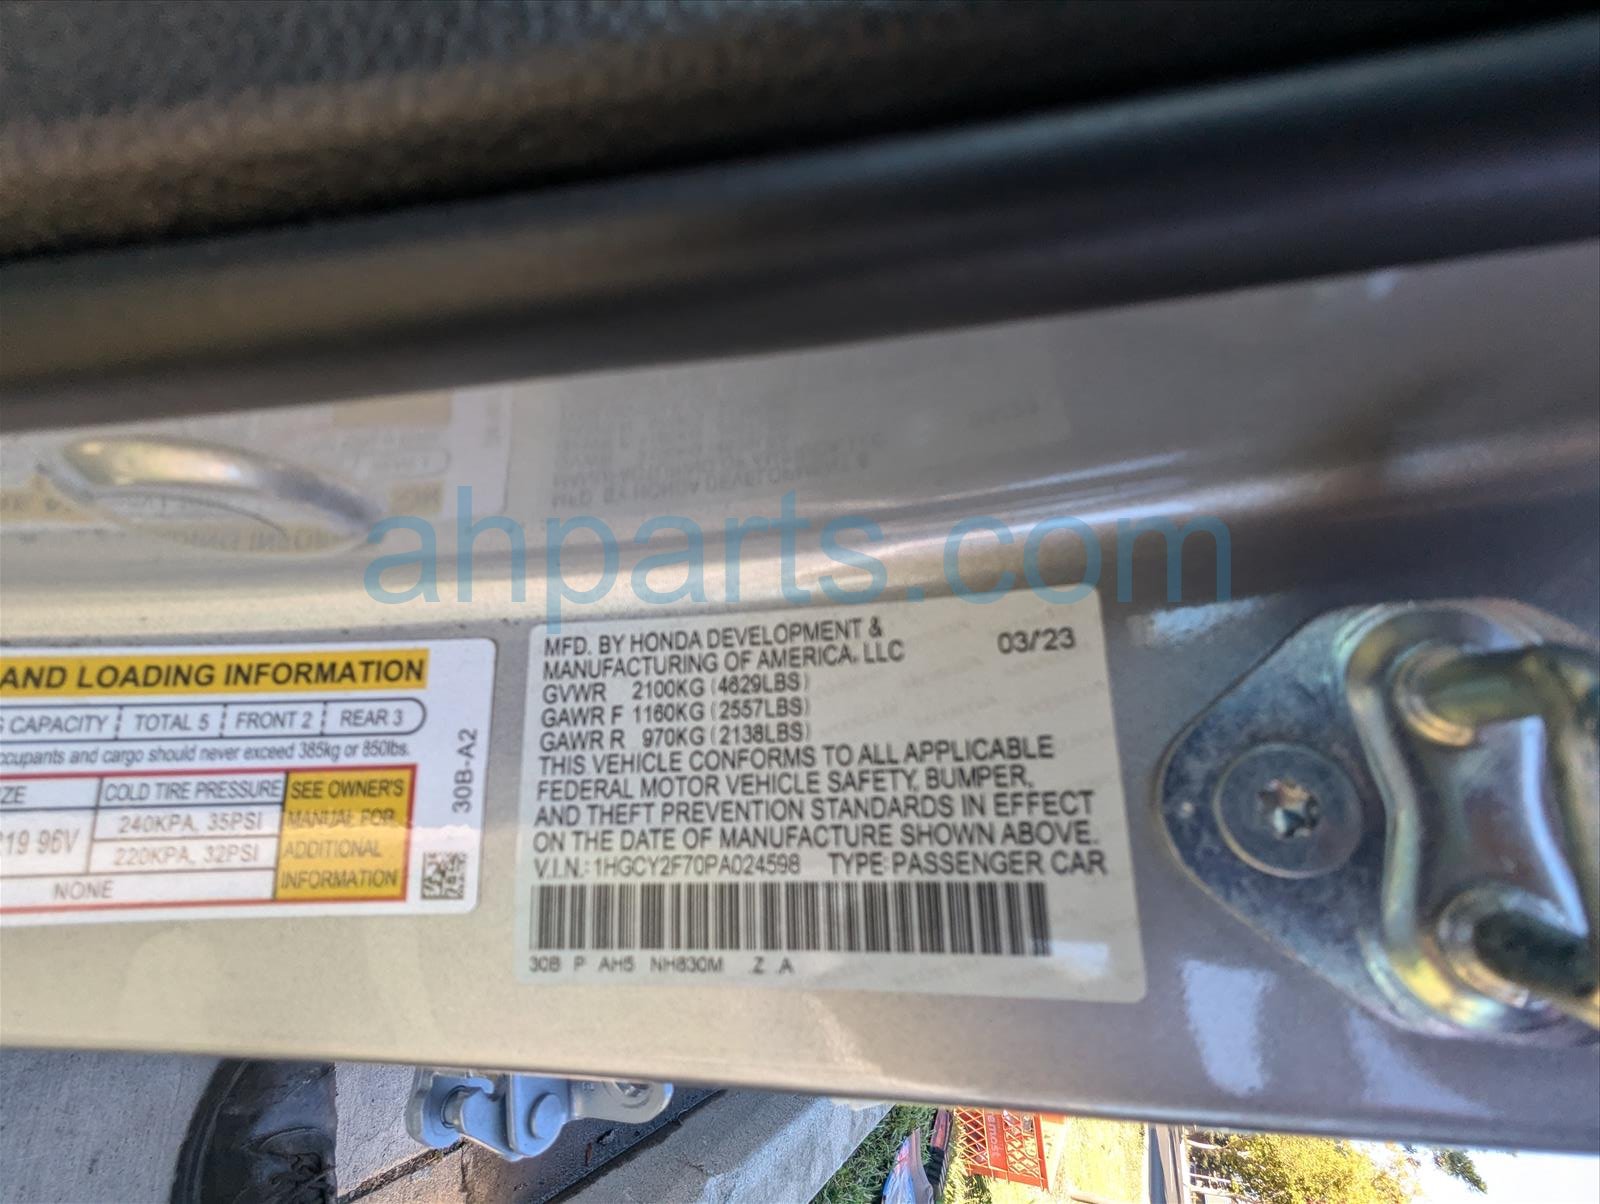 ahparts.com
MFD. BY HONDA DEVELOPMENT &
MANUFACTURING OF AMERICA, LLC
03/23
GVWR 2100KG (4629LBS)
GAWR F 1160KG (2557LBS)
GAWR R 970KG (2138LBS)
THIS VEHICLE CONFORMS TO ALL APPLICABLE
FEDERAL MOTOR VEHICLE SAFETY, BUMPER,
AND THEFT PREVENTION STANDARDS IN EFFECT
ON THE DATE OF MANUFACTURE SHOWN ABOVE.
V.I.N.: 1HGCY2F70PA024598 TYPE: PASSENGER CAR
30B P AH5 NH830M Z A
AND LOADING INFORMATION
CAPACITY TOTAL 5 FRONT 2 REAR 3
and cargo should never exceed 385kg or 850lbs.
COLD TIRE PRESSURE
SEE OWNER'S
MANUAL FOR
ADDITIONAL
INFORMATION
240KPA, 35PSI
R19 96V
220KPA, 32PSI
NONE
30B-A2